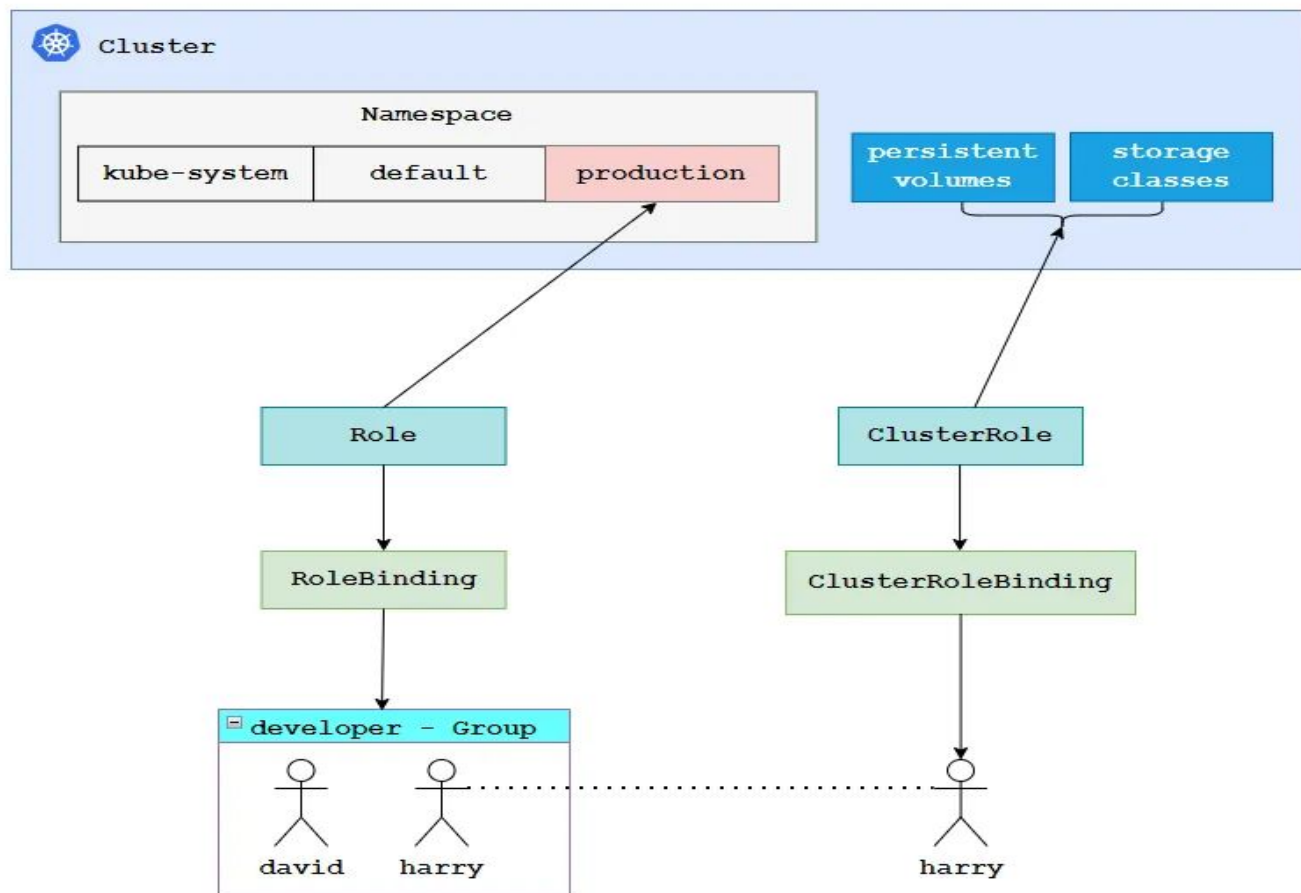 Cluster
Namespace
kube-system default production
persistent volumes
storage classes
Role
ClusterRole
RoleBinding
ClusterRoleBinding
developer - Group
david harry
harry